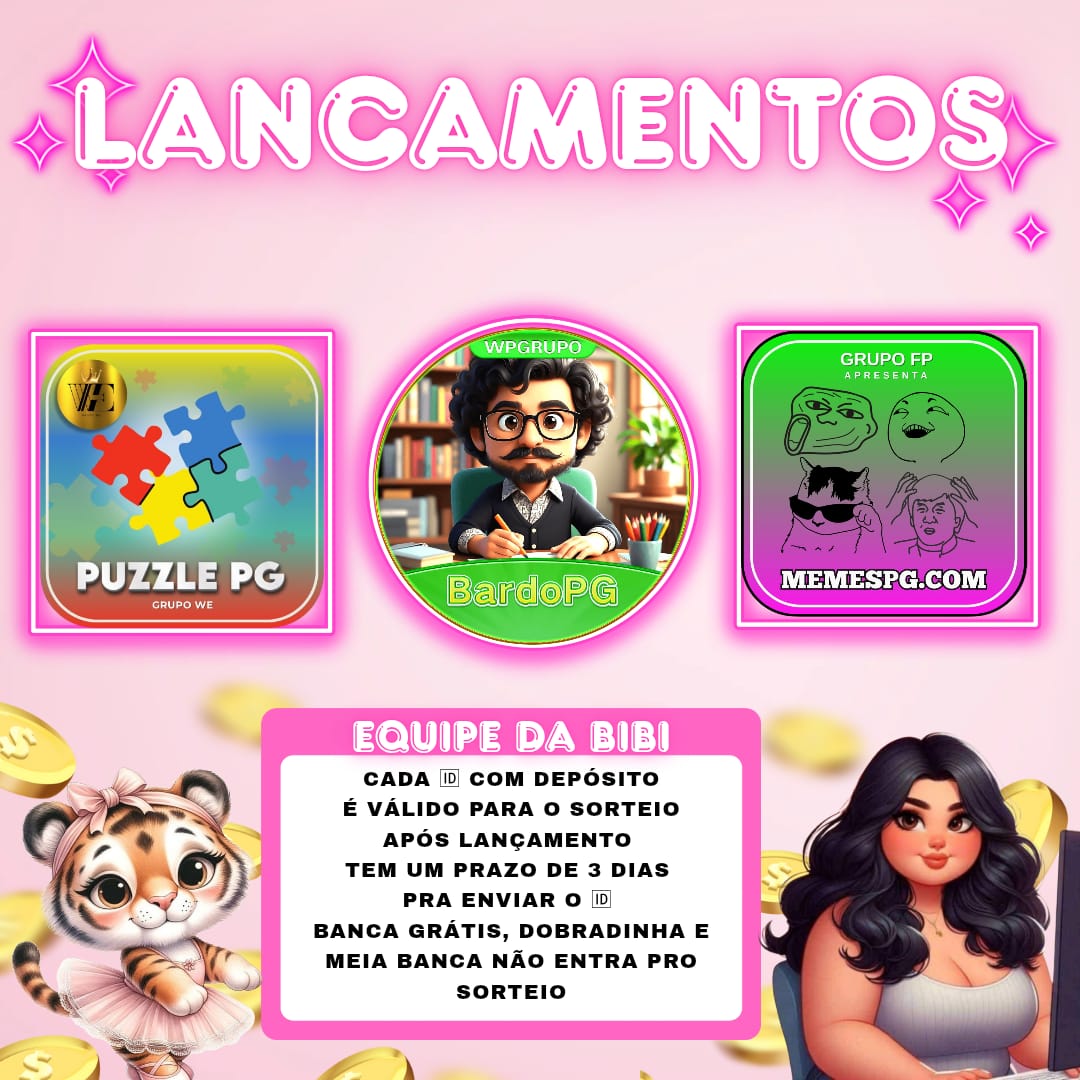 LANCAMENTOS
WE
PUZZLE PG
GRUPO WE
WPGRUPO
BardoPG
GRUPO FP
APRESENTA
MEMESPG.COM
EQUIPE DA BIBI
CADA 🆔 COM DEPÓSITO
É VÁLIDO PARA O SORTEIO
APÓS LANÇAMENTO
TEM UM PRAZO DE 3 DIAS
PRA ENVIAR O 🆔
BANCA GRÁTIS, DOBRADINHA E
MEIA BANCA NÃO ENTRA PRO
SORTEIO